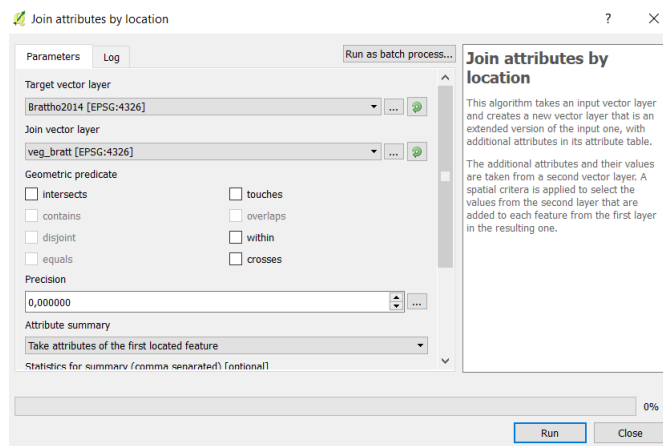 Join attributes by location
? ×
Parameters Log Run as batch process...
Target vector layer
Brattho2014 [EPSG:4326] ...
Join vector layer
veg_bratt [EPSG:4326] ...
Geometric predicate
intersects touches
contains overlaps
disjoint within
equals crosses
Precision
0,000000 ...
Attribute summary
Take attributes of the first located feature
Statistics for summary (comma separated) [optional]
Join attributes by
location
This algorithm takes an input vector layer
and creates a new vector layer that is an
extended version of the input one, with
additional attributes in its attribute table.
The additional attributes and their values
are taken from a second vector layer. A
spatial criteria is applied to select the
values from the second layer that are
added to each feature from the first layer
in the resulting one.
0%
Run Close